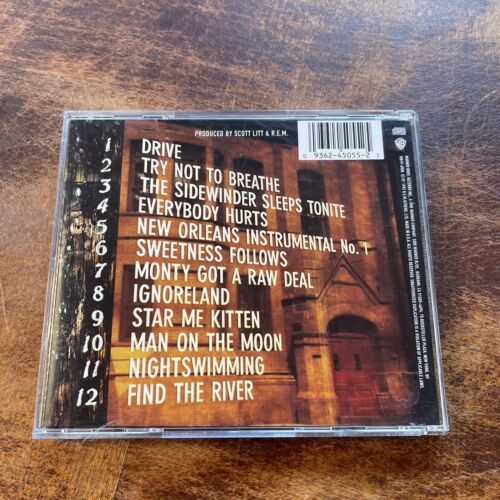 PRODUCED BY SCOTT LITT & R.E.M.
0 9362-45055-2 5
1 DRIVE
2 TRY NOT TO BREATHE
3 THE SIDEWINDER SLEEPS TONITE
4 EVERYBODY HURTS
5 NEW ORLEANS INSTRUMENTAL No. 1
6 SWEETNESS FOLLOWS
7 MONTY GOT A RAW DEAL
8 IGNORELAND
9 STAR ME KITTEN
10 MAN ON THE MOON
11 NIGHTSWIMMING
12 FIND THE RIVER